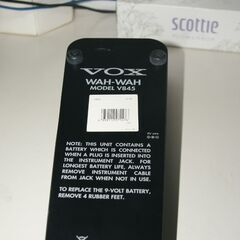 scottie
VOX
WAH-WAH
MODEL V845
NOTE: THIS UNIT CONTAINS A
BATTERY WHICH IS CONNECTED
WHEN A PLUG IS INSERTED INTO
THE INSTRUMENT JACK. FOR
LONGEST BATTERY LIFE, ALWAYS
REMOVE INSTRUMENT CABLE
FROM JACK WHEN NOT IN USE.
TO REPLACE THE 9-VOLT BATTERY,
REMOVE 4 RUBBER FEET.